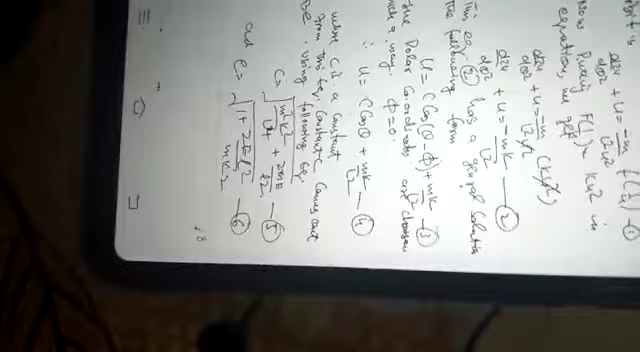 orbit is
d²u/dθ² + u = -m/l²u² f(1/u) —①
Now Putting F(1/u) = ku² in
equation, we get
d²u/dθ² + u = -m/l²u² (ku²)
d²u/dθ² + u = -mk/l² —②
This eq. ② has a general solution
the following form
u = C cos(θ - φ) + mk/l² —③
the Polar co-ordinates are chosen
such a way. φ = 0
∴ u = C cosθ + mk/l² —④
where C is a constant
From this eq. constant C comes out
be, using following eq.
C = √(m²k²/l⁴ + 2mE/l²) —⑤
and e = √(1 + 2El²/mk²) —⑥